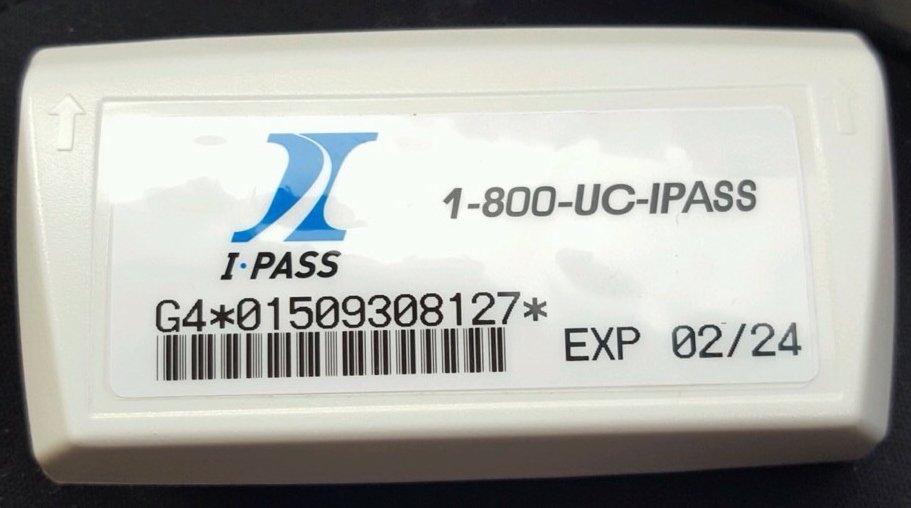 1-800-UC-IPASS
I·PASS
G4*01509308127*
EXP 02/24